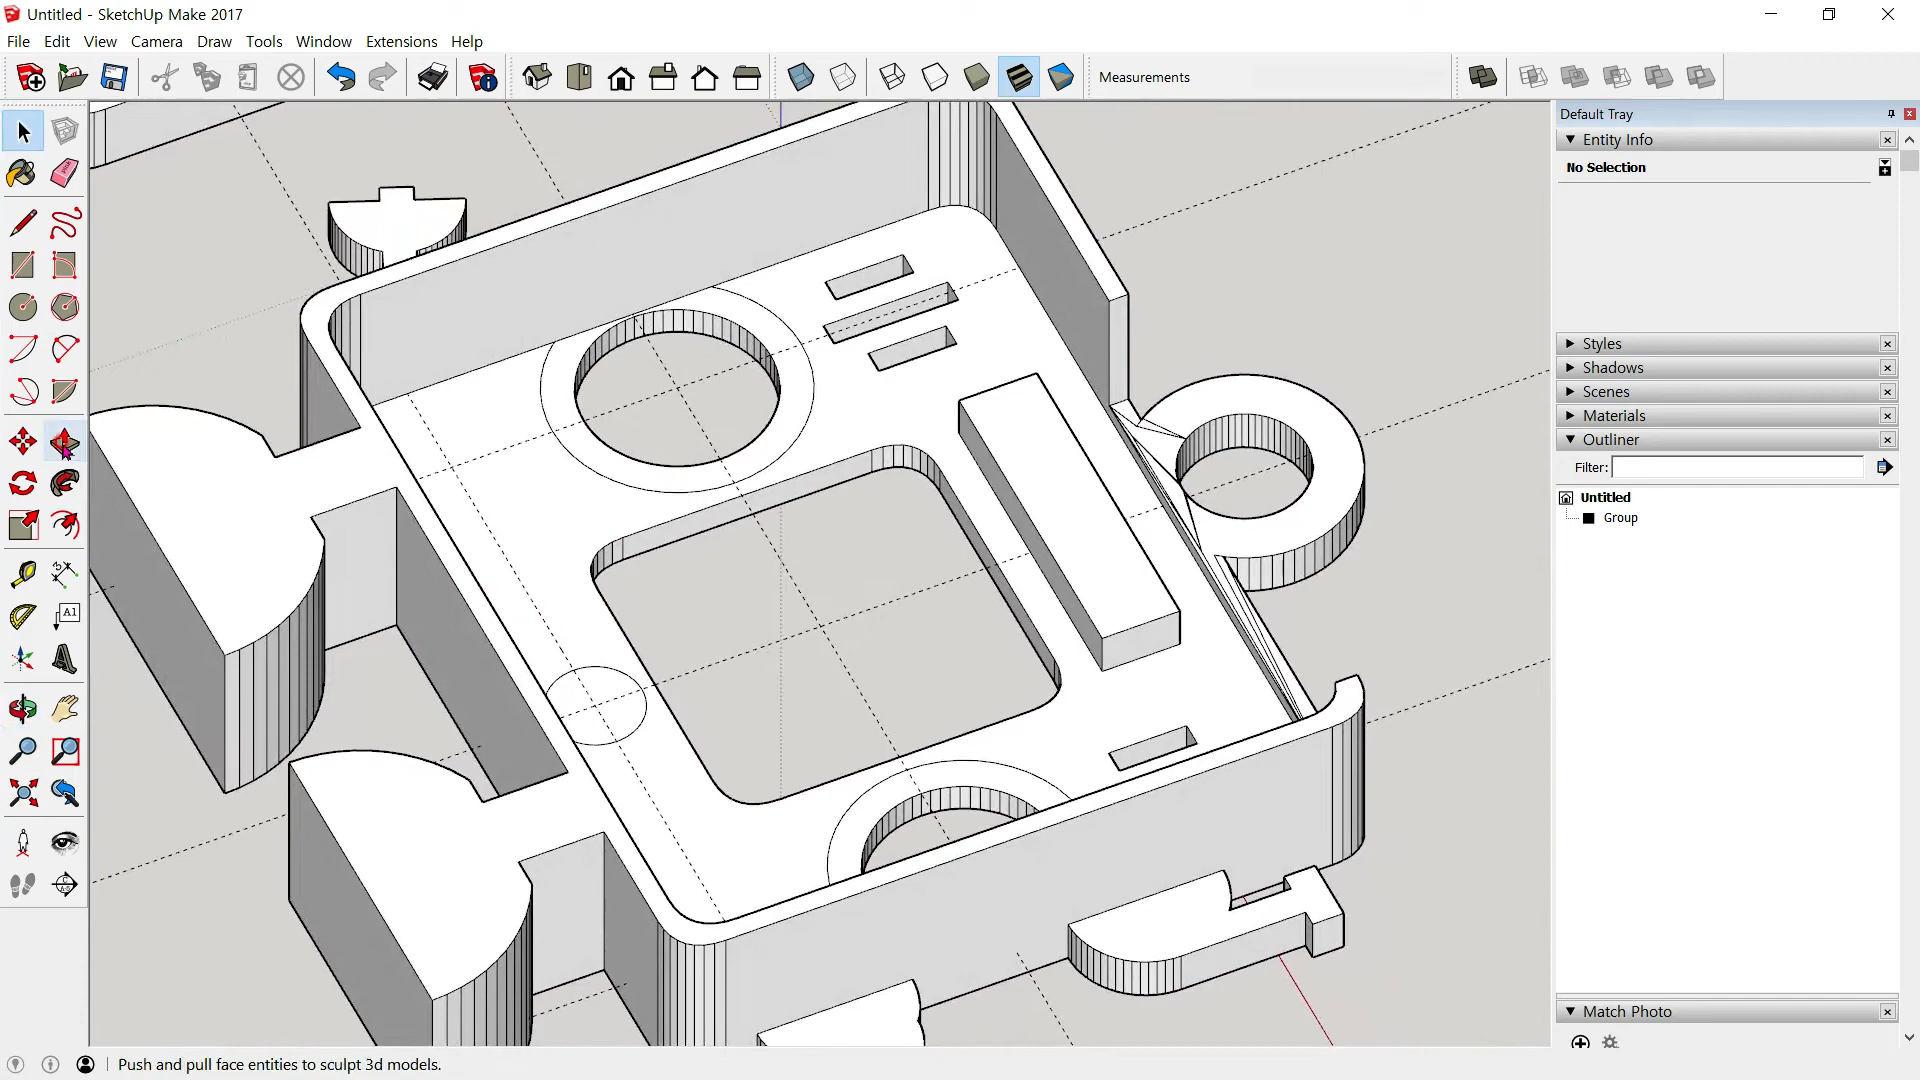 Untitled - SketchUp Make 2017
File Edit View Camera Draw Tools Window Extensions Help
Measurements
Default Tray
Entity Info
No Selection
Styles
Shadows
Scenes
Materials
Outliner
Filter:
Untitled
Group
Match Photo
A1
Push and pull face entities to sculpt 3d models.